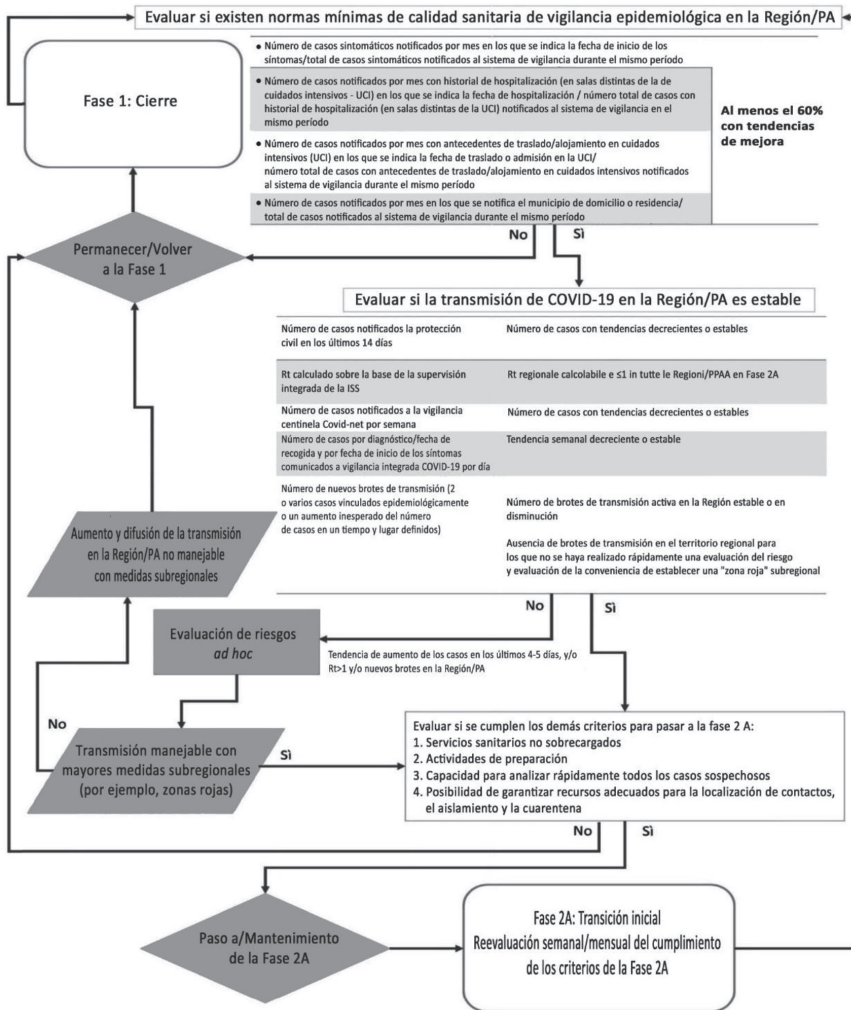 Evaluar si existen normas mínimas de calidad sanitaria de vigilancia epidemiológica en la Región/PA
Fase 1: Cierre
• Número de casos sintomáticos notificados por mes en los que se indica la fecha de inicio de los
síntomas/total de casos sintomáticos notificados al sistema de vigilancia durante el mismo período
• Número de casos notificados por mes con historial de hospitalización (en salas distintas de la de
cuidados intensivos - UCI) en los que se indica la fecha de hospitalización / número total de casos con
historial de hospitalización (en salas distintas de la UCI) notificados al sistema de vigilancia en el
mismo período
• Número de casos notificados por mes con antecedentes de traslado/alojamiento en cuidados
intensivos (UCI) en los que se indica la fecha de traslado o admisión en la UCI/
número total de casos con antecedentes de traslado/alojamiento en cuidados intensivos notificados
al sistema de vigilancia durante el mismo período
• Número de casos notificados por mes en los que se notifica el municipio de domicilio o residencia/
total de casos notificados al sistema de vigilancia durante el mismo período
Al menos el 60%
con tendencias
de mejora
No
Sì
Permanecer/Volver
a la Fase 1
Evaluar si la transmisión de COVID-19 en la Región/PA es estable
Número de casos notificados la protección
civil en los últimos 14 días
Número de casos con tendencias decrecientes o estables
Rt calculado sobre la base de la supervisión
integrada de la ISS
Rt regionale calcolabile e ≤1 in tutte le Regioni/PPAA en Fase 2A
Número de casos notificados a la vigilancia
centinela Covid-net por semana
Número de casos con tendencias decrecientes o estables
Número de casos por diagnóstico/fecha de
recogida y por fecha de inicio de los síntomas
comunicados a vigilancia integrada COVID-19 por día
Tendencia semanal decreciente o estable
Número de nuevos brotes de transmisión (2
o varios casos vinculados epidemiológicamente
o un aumento inesperado del número
de casos en un tiempo y lugar definidos)
Número de brotes de transmisión activa en la Región estable o en
disminución
Ausencia de brotes de transmisión en el territorio regional para
los que no se haya realizado rápidamente una evaluación del riesgo
y evaluación de la conveniencia de establecer una "zona roja" subregional
Aumento y difusión de la transmisión
en la Región/PA no manejable
con medidas subregionales
No
Sì
Evaluación de riesgos
ad hoc
Tendencia de aumento de los casos en los últimos 4-5 días, y/o
Rt>1 y/o nuevos brotes en la Región/PA
No
Transmisión manejable con
mayores medidas subregionales
(por ejemplo, zonas rojas)
Sì
Evaluar si se cumplen los demás criterios para pasar a la fase 2 A:
1. Servicios sanitarios no sobrecargados
2. Actividades de preparación
3. Capacidad para analizar rápidamente todos los casos sospechosos
4. Posibilidad de garantizar recursos adecuados para la localización de contactos,
el aislamiento y la cuarentena
No
Sì
Paso a/Mantenimiento
de la Fase 2A
Fase 2A: Transición inicial
Reevaluación semanal/mensual del cumplimiento
de los criterios de la Fase 2A